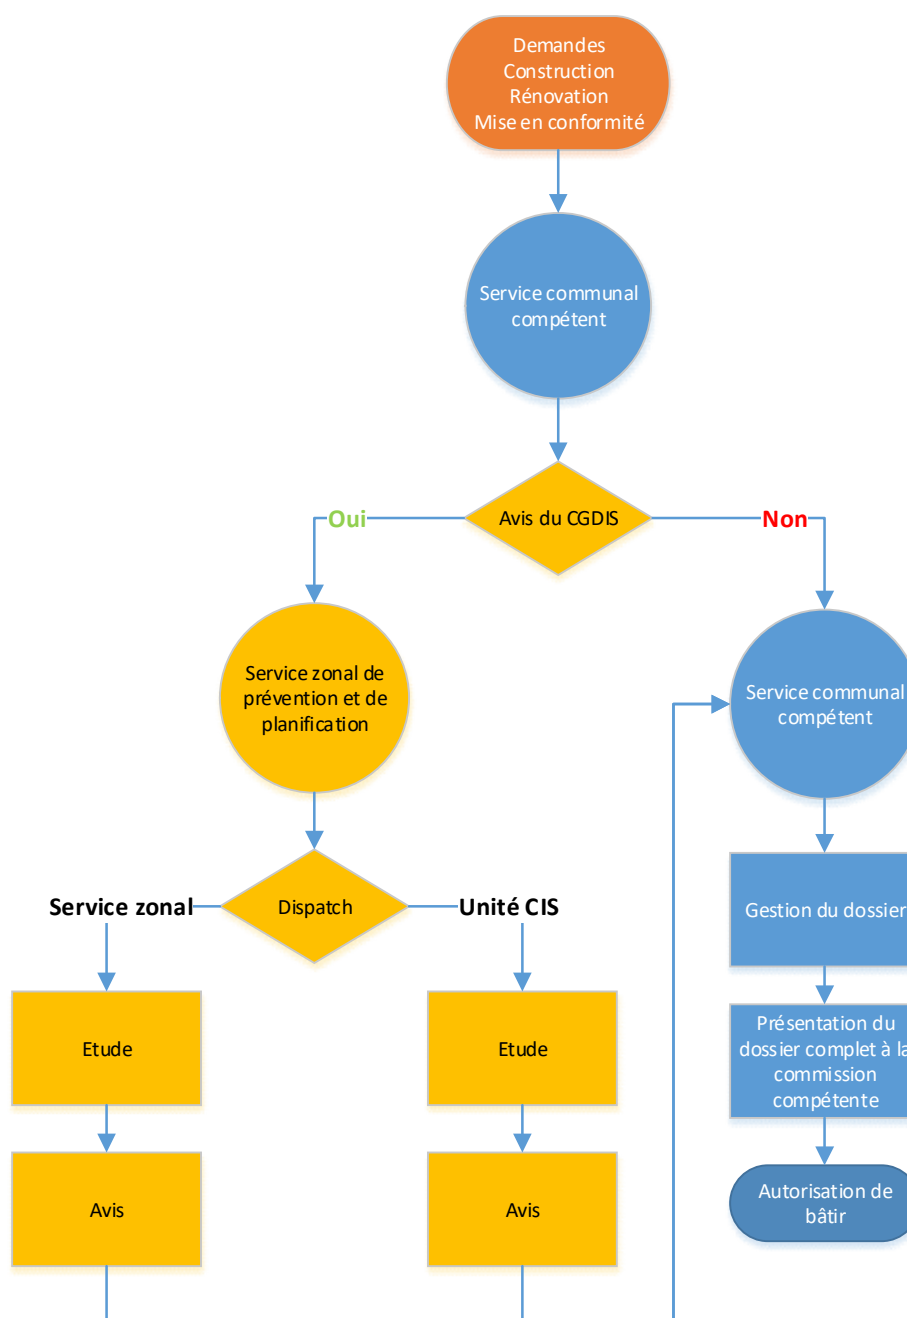 Demandes
Construction
Rénovation
Mise en conformité
Service communal
compétent
Avis du CGDIS
Oui
Non
Service zonal de
prévention et de
planification
Service communal
compétent
Dispatch
Service zonal
Unité CIS
Gestion du dossier
Etude
Etude
Présentation du
dossier complet à la
commission
compétente
Avis
Avis
Autorisation de
bâtir